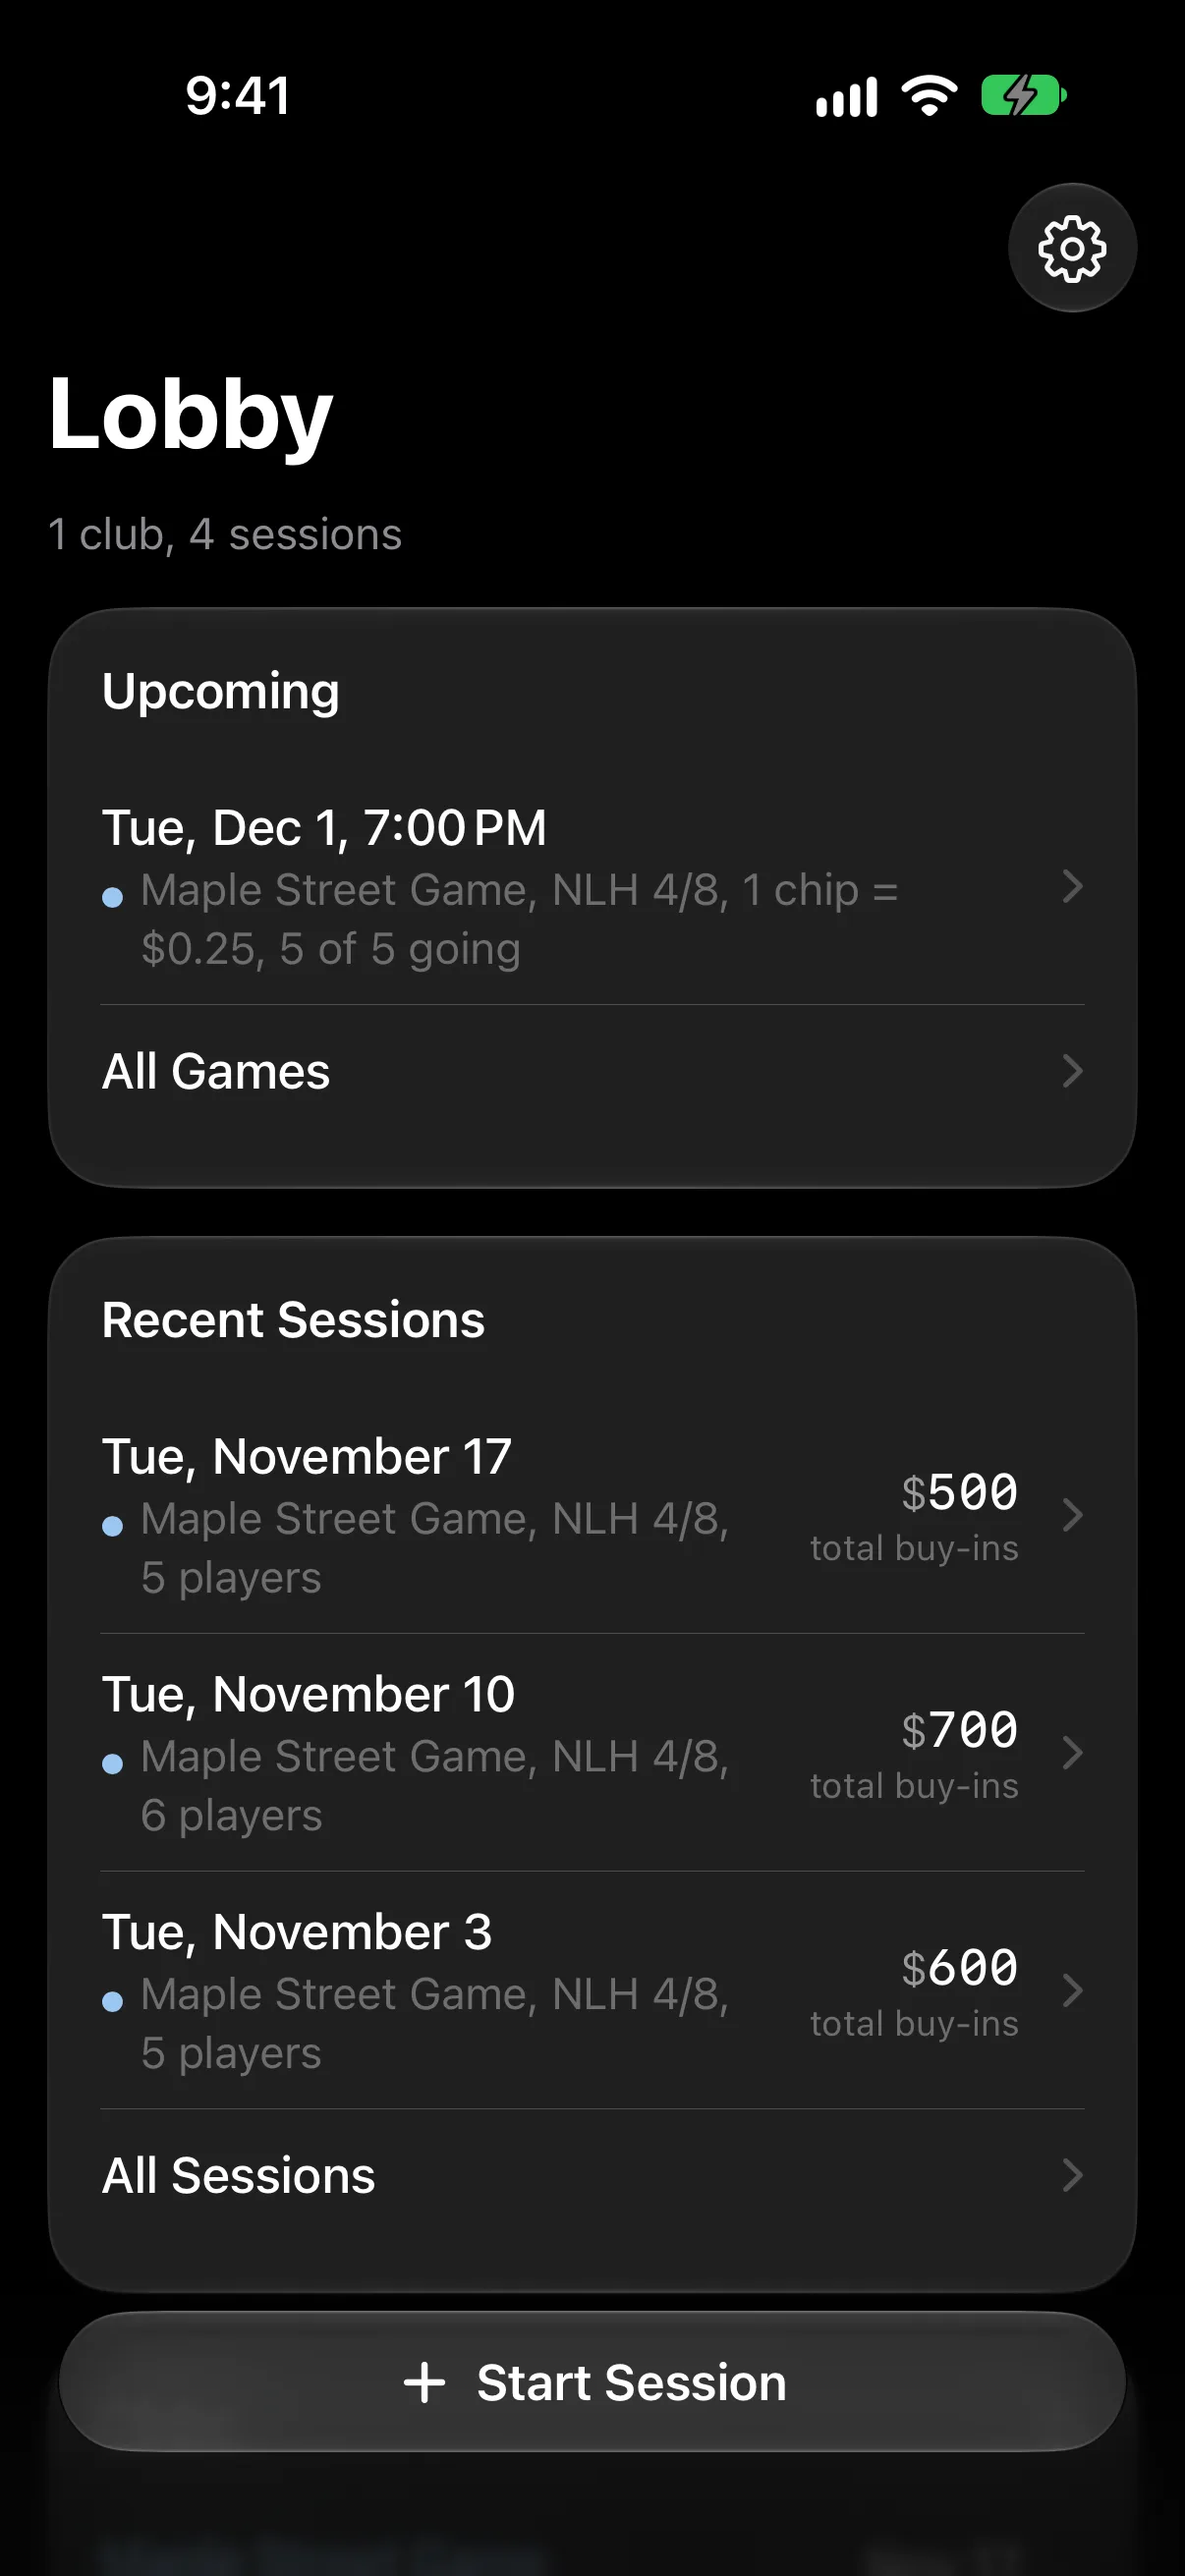 9:41
Lobby
1 club, 4 sessions
Upcoming
Tue, Dec 1, 7:00 PM
Maple Street Game, NLH 4/8, 1 chip =
$0.25, 5 of 5 going
All Games
Recent Sessions
Tue, November 17
Maple Street Game, NLH 4/8,
5 players
$500
total buy-ins
Tue, November 10
Maple Street Game, NLH 4/8,
6 players
$700
total buy-ins
Tue, November 3
Maple Street Game, NLH 4/8,
5 players
$600
total buy-ins
All Sessions
+ Start Session